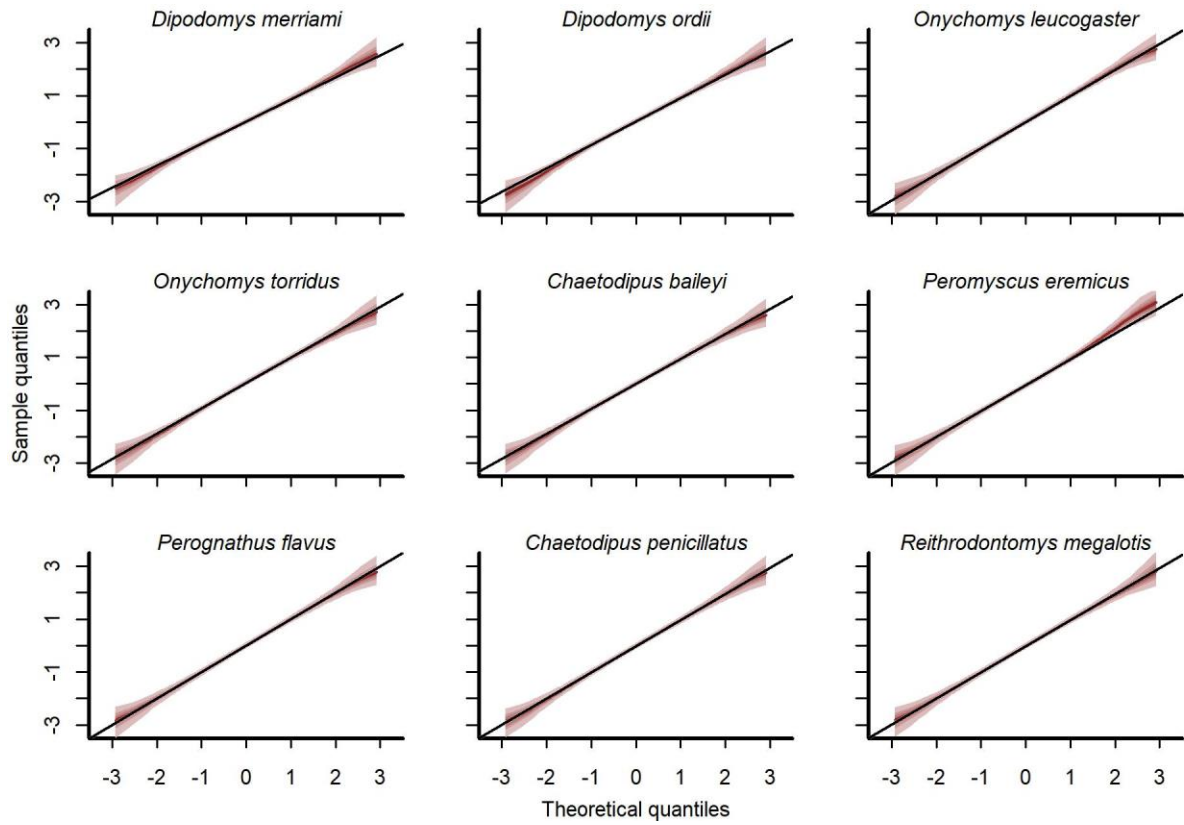 Dipodomys merriami
Dipodomys ordii
Onychomys leucogaster
3
1
-1
-3
Onychomys torridus
Chaetodipus baileyi
Peromyscus eremicus
3
1
-1
-3
Sample quantiles
Perognathus flavus
Chaetodipus penicillatus
Reithrodontomys megalotis
3
1
-1
-3
-3 -2 -1 0 1 2 3
-3 -2 -1 0 1 2 3
-3 -2 -1 0 1 2 3
Theoretical quantiles